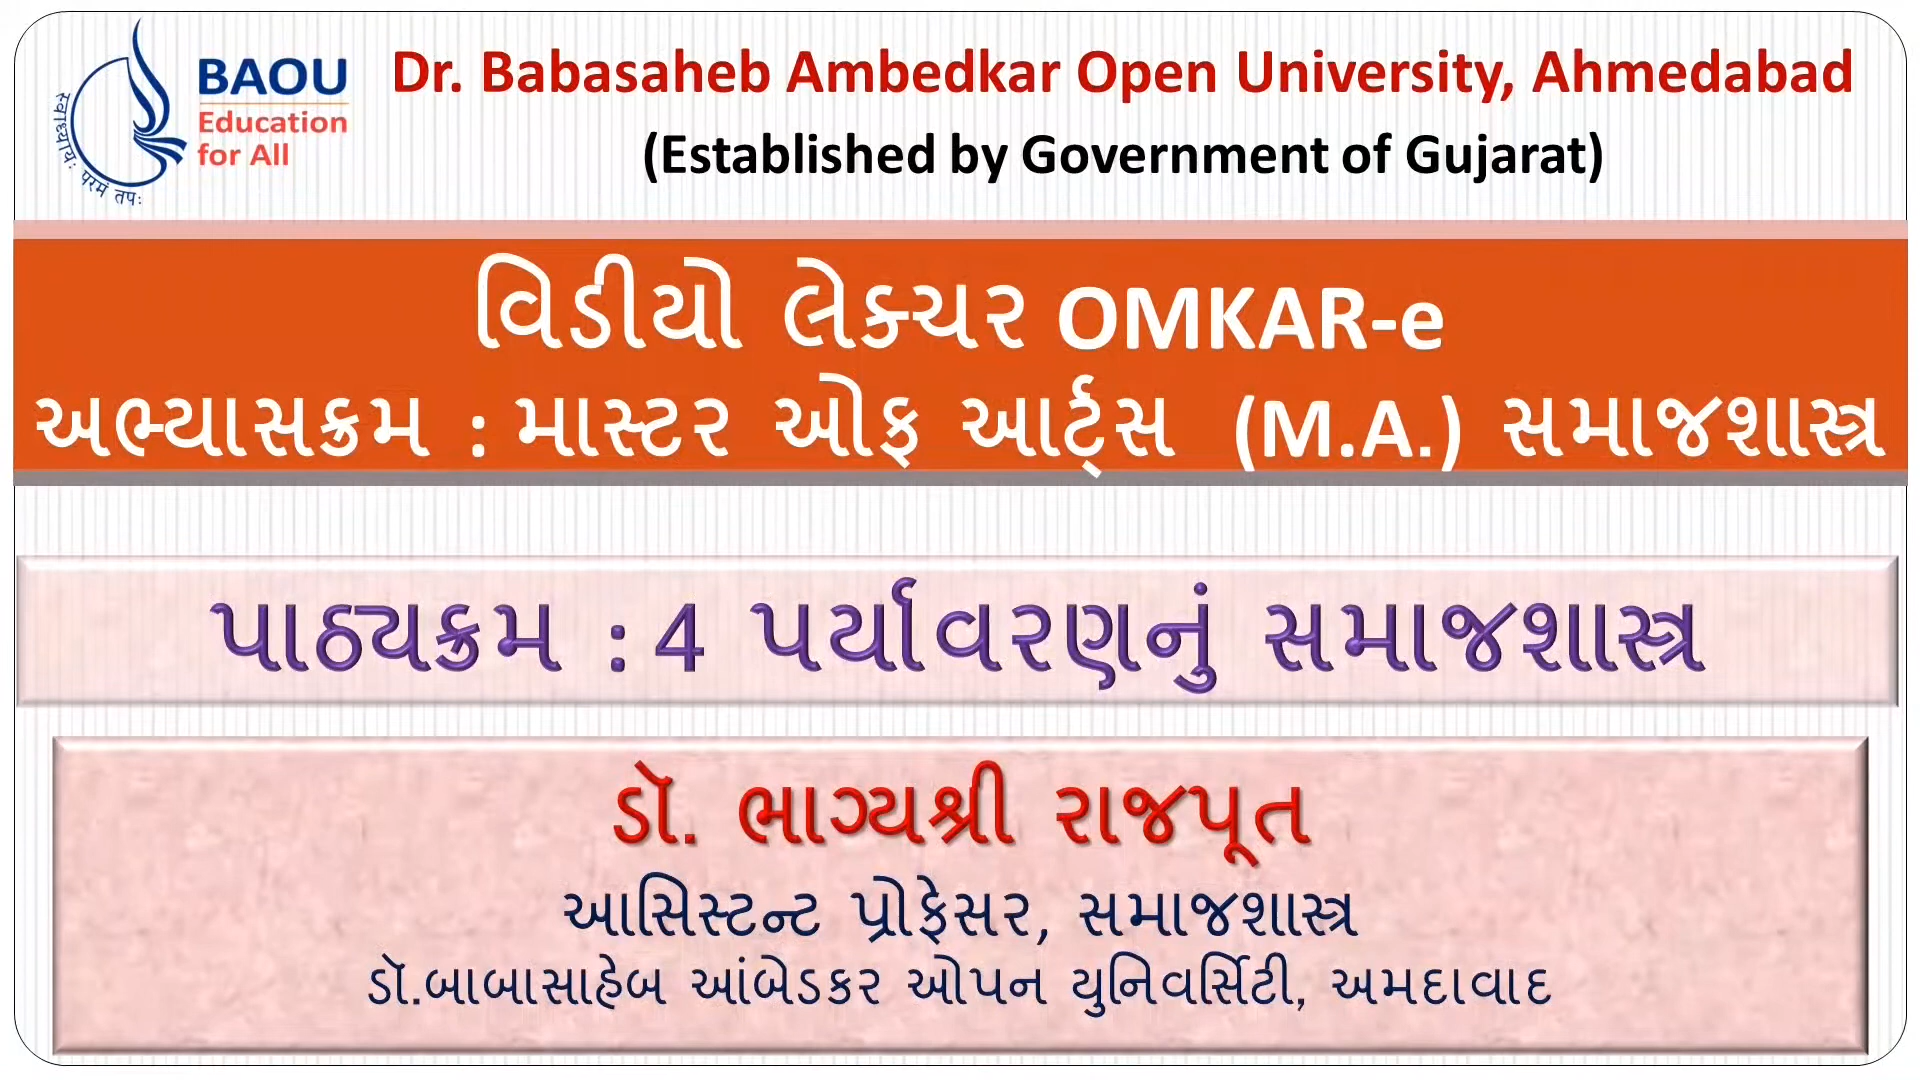 BAOU
Education
for All
स्वाध्यायः परमं तपः
Dr. Babasaheb Ambedkar Open University, Ahmedabad
(Established by Government of Gujarat)
વિડીયો લેક્ચર OMKAR-e
અભ્યાસક્રમ : માસ્ટર ઓફ આર્ટ્સ (M.A.) સમાજશાસ્ત્ર
પાઠ્યક્રમ : 4 પર્યાવરણનું સમાજશાસ્ત્ર
ડૉ. ભાગ્યશ્રી રાજપૂત
આસિસ્ટન્ટ પ્રોફેસર, સમાજશાસ્ત્ર
ડૉ.બાબાસાહેબ આંબેડકર ઓપન યુનિવર્સિટી, અમદાવાદ